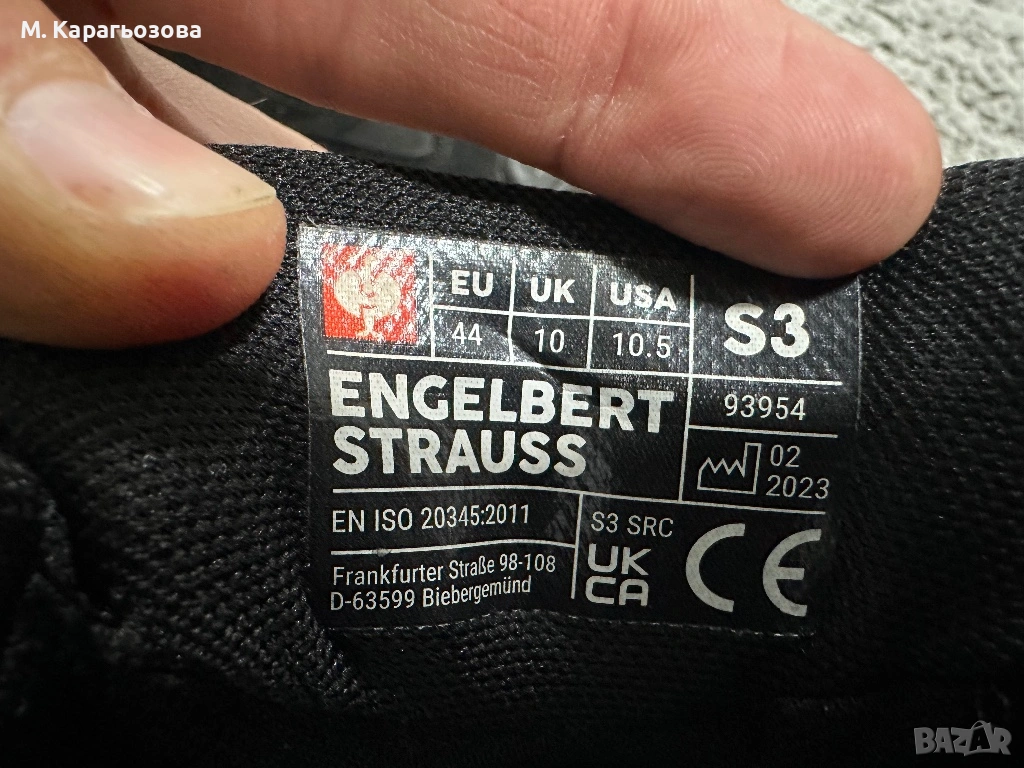 М. Карагьозова
EU UK USA
44 10 10.5
S3
ENGELBERT
STRAUSS
93954
02
2023
EN ISO 20345:2011
Frankfurter Straße 98-108
D-63599 Biebergemünd
S3 SRC
UK
CA
CE
BAZAR